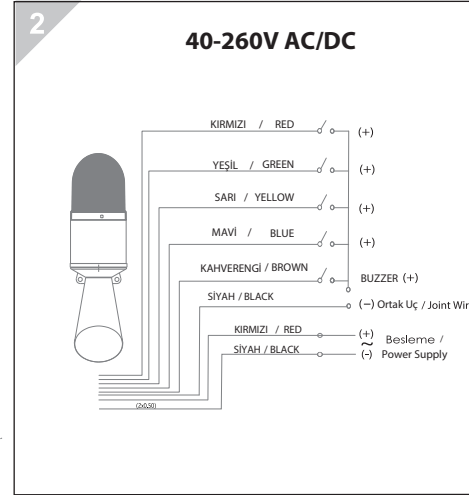 2
40-260V AC/DC
KIRMIZI / RED (+)
YEŞİL / GREEN (+)
SARI / YELLOW (+)
MAVİ / BLUE (+)
KAHVERENGİ / BROWN BUZZER (+)
SİYAH / BLACK (−) Ortak Uç / Joint Wir
KIRMIZI / RED (+)
~ Besleme /
SİYAH / BLACK (-) Power Supply
(2x0.50)